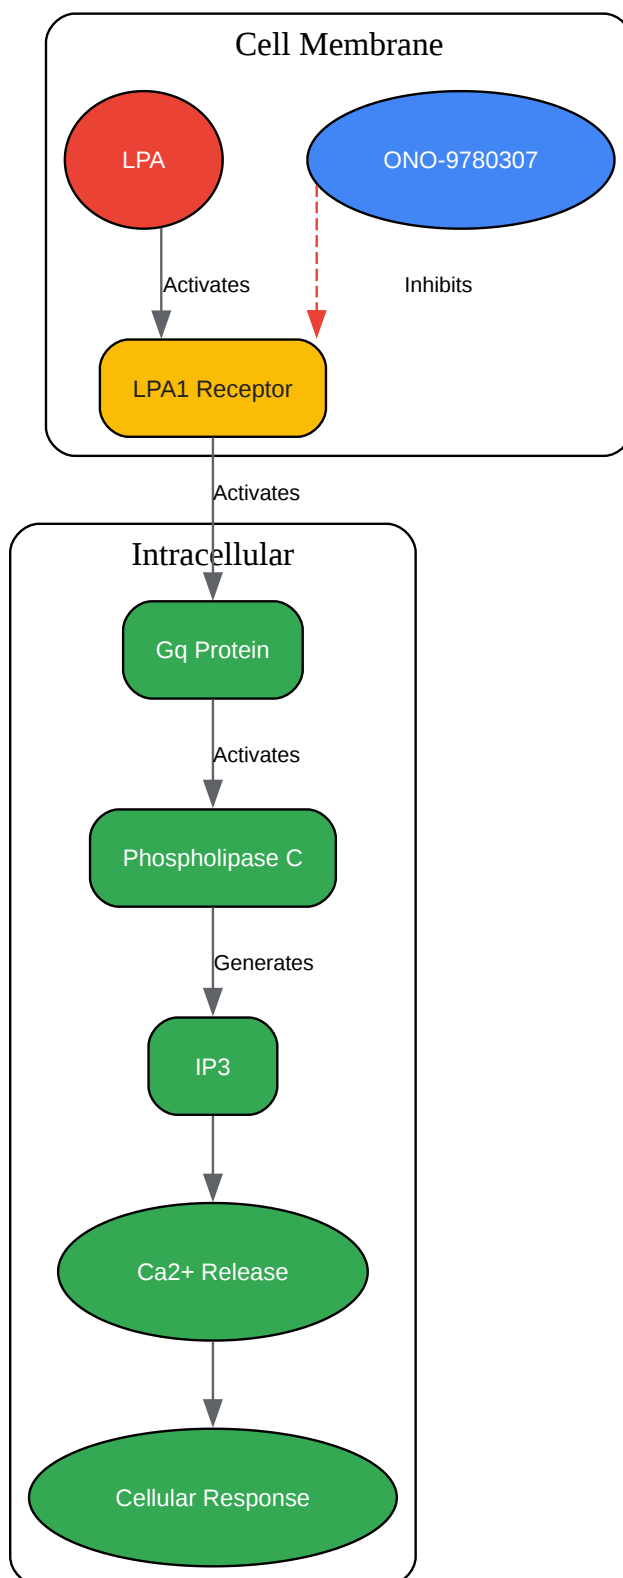 Cell Membrane
LPA
ONO-9780307
Activates
Inhibits
LPA1 Receptor
Activates
Intracellular
Gq Protein
Activates
Phospholipase C
Generates
IP3
Ca2+ Release
Cellular Response